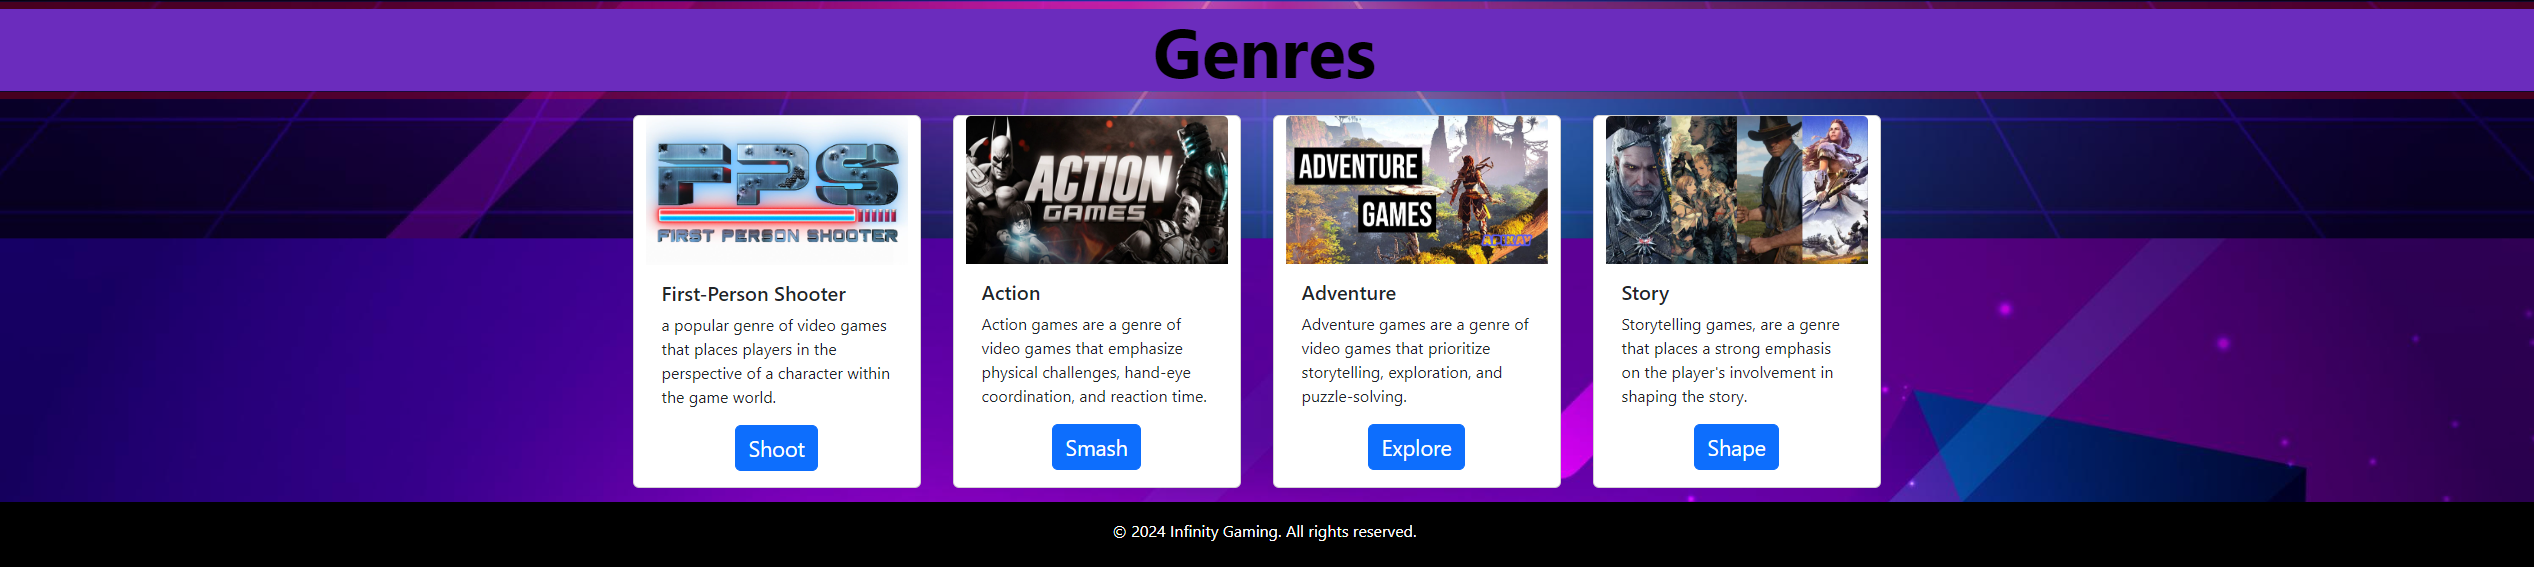 Genres
FPS
FIRST PERSON SHOOTER
First-Person Shooter
a popular genre of video games
that places players in the
perspective of a character within
the game world.
Shoot
ACTION
GAMES
Action
Action games are a genre of
video games that emphasize
physical challenges, hand-eye
coordination, and reaction time.
Smash
ADVENTURE
GAMES
Adventure
Adventure games are a genre of
video games that prioritize
storytelling, exploration, and
puzzle-solving.
Explore
Story
Storytelling games, are a genre
that places a strong emphasis
on the player's involvement in
shaping the story.
Shape
© 2024 Infinity Gaming. All rights reserved.